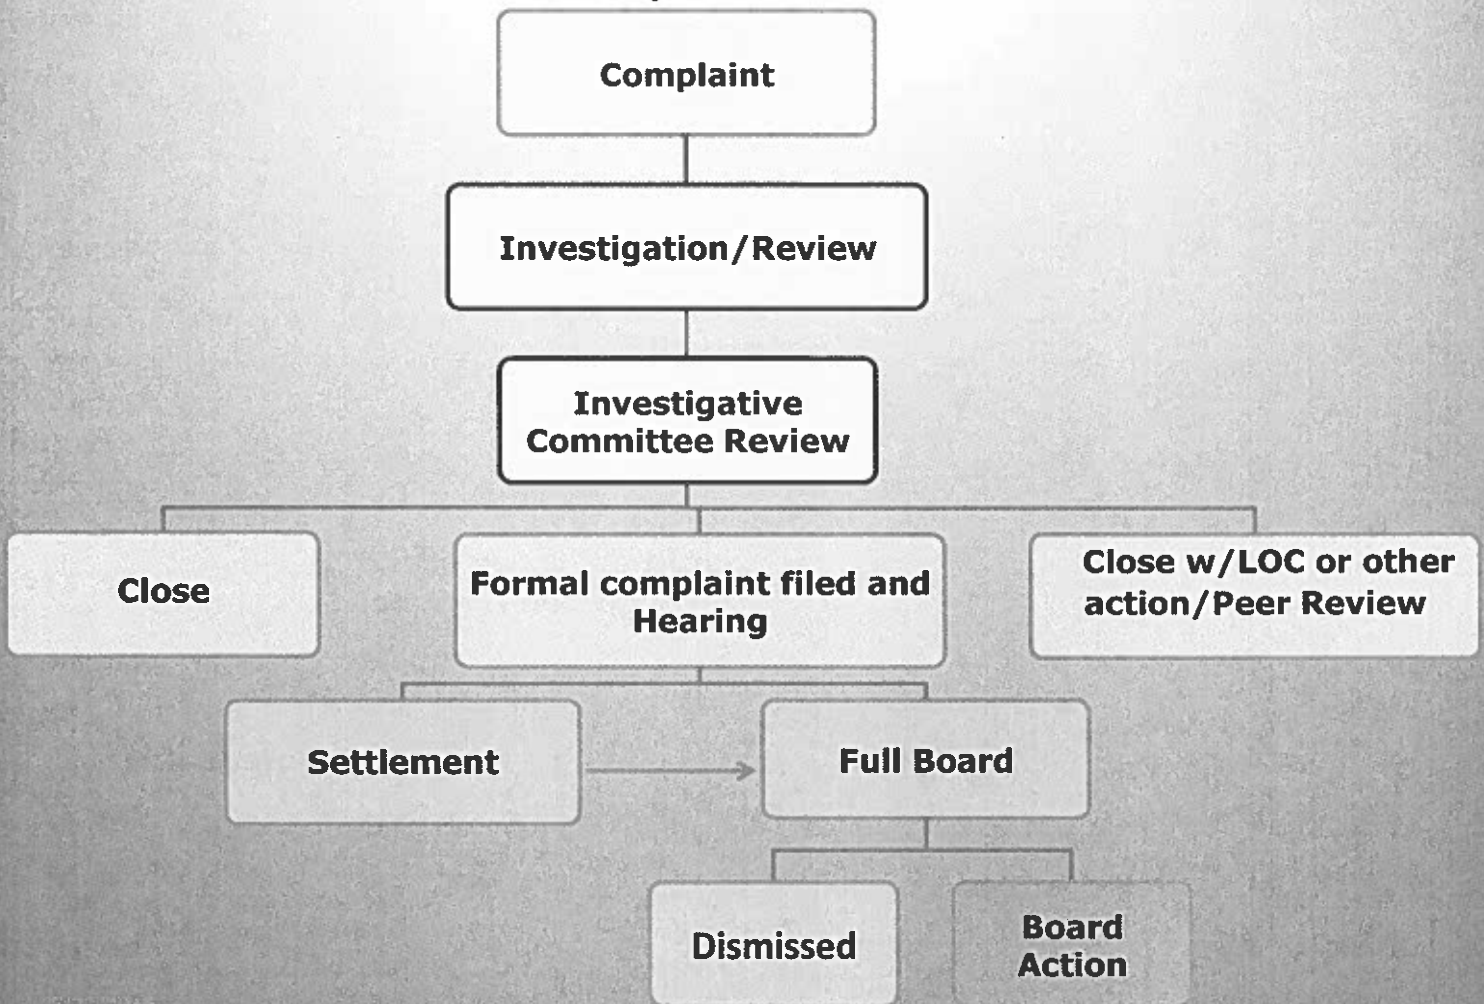 Complaint
Investigation/Review
Investigative
Committee Review
Close
Formal complaint filed and
Hearing
Close w/LOC or other
action/Peer Review
Settlement
Full Board
Dismissed
Board
Action